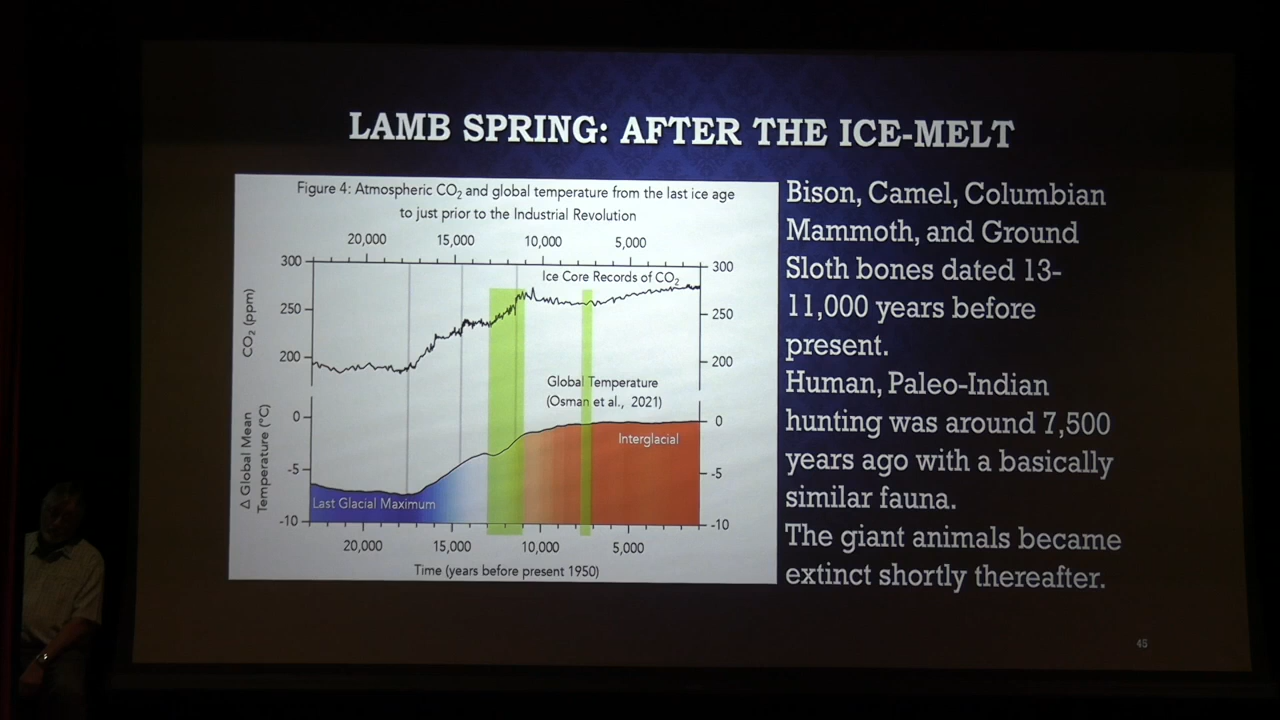 LAMB SPRING: AFTER THE ICE-MELT
Figure 4: Atmospheric CO₂ and global temperature from the last ice age
to just prior to the Industrial Revolution
20,000 15,000 10,000 5,000
300 300
Ice Core Records of CO₂
250 250
CO₂ (ppm)
200 200
Global Temperature
(Osman et al., 2021)
0 0
Interglacial
Δ Global Mean
Temperature (°C)
-5 -5
Last Glacial Maximum
-10 -10
20,000 15,000 10,000 5,000
Time (years before present 1950)
Bison, Camel, Columbian
Mammoth, and Ground
Sloth bones dated 13-
11,000 years before
present.
Human, Paleo-Indian
hunting was around 7,500
years ago with a basically
similar fauna.
The giant animals became
extinct shortly thereafter.
45